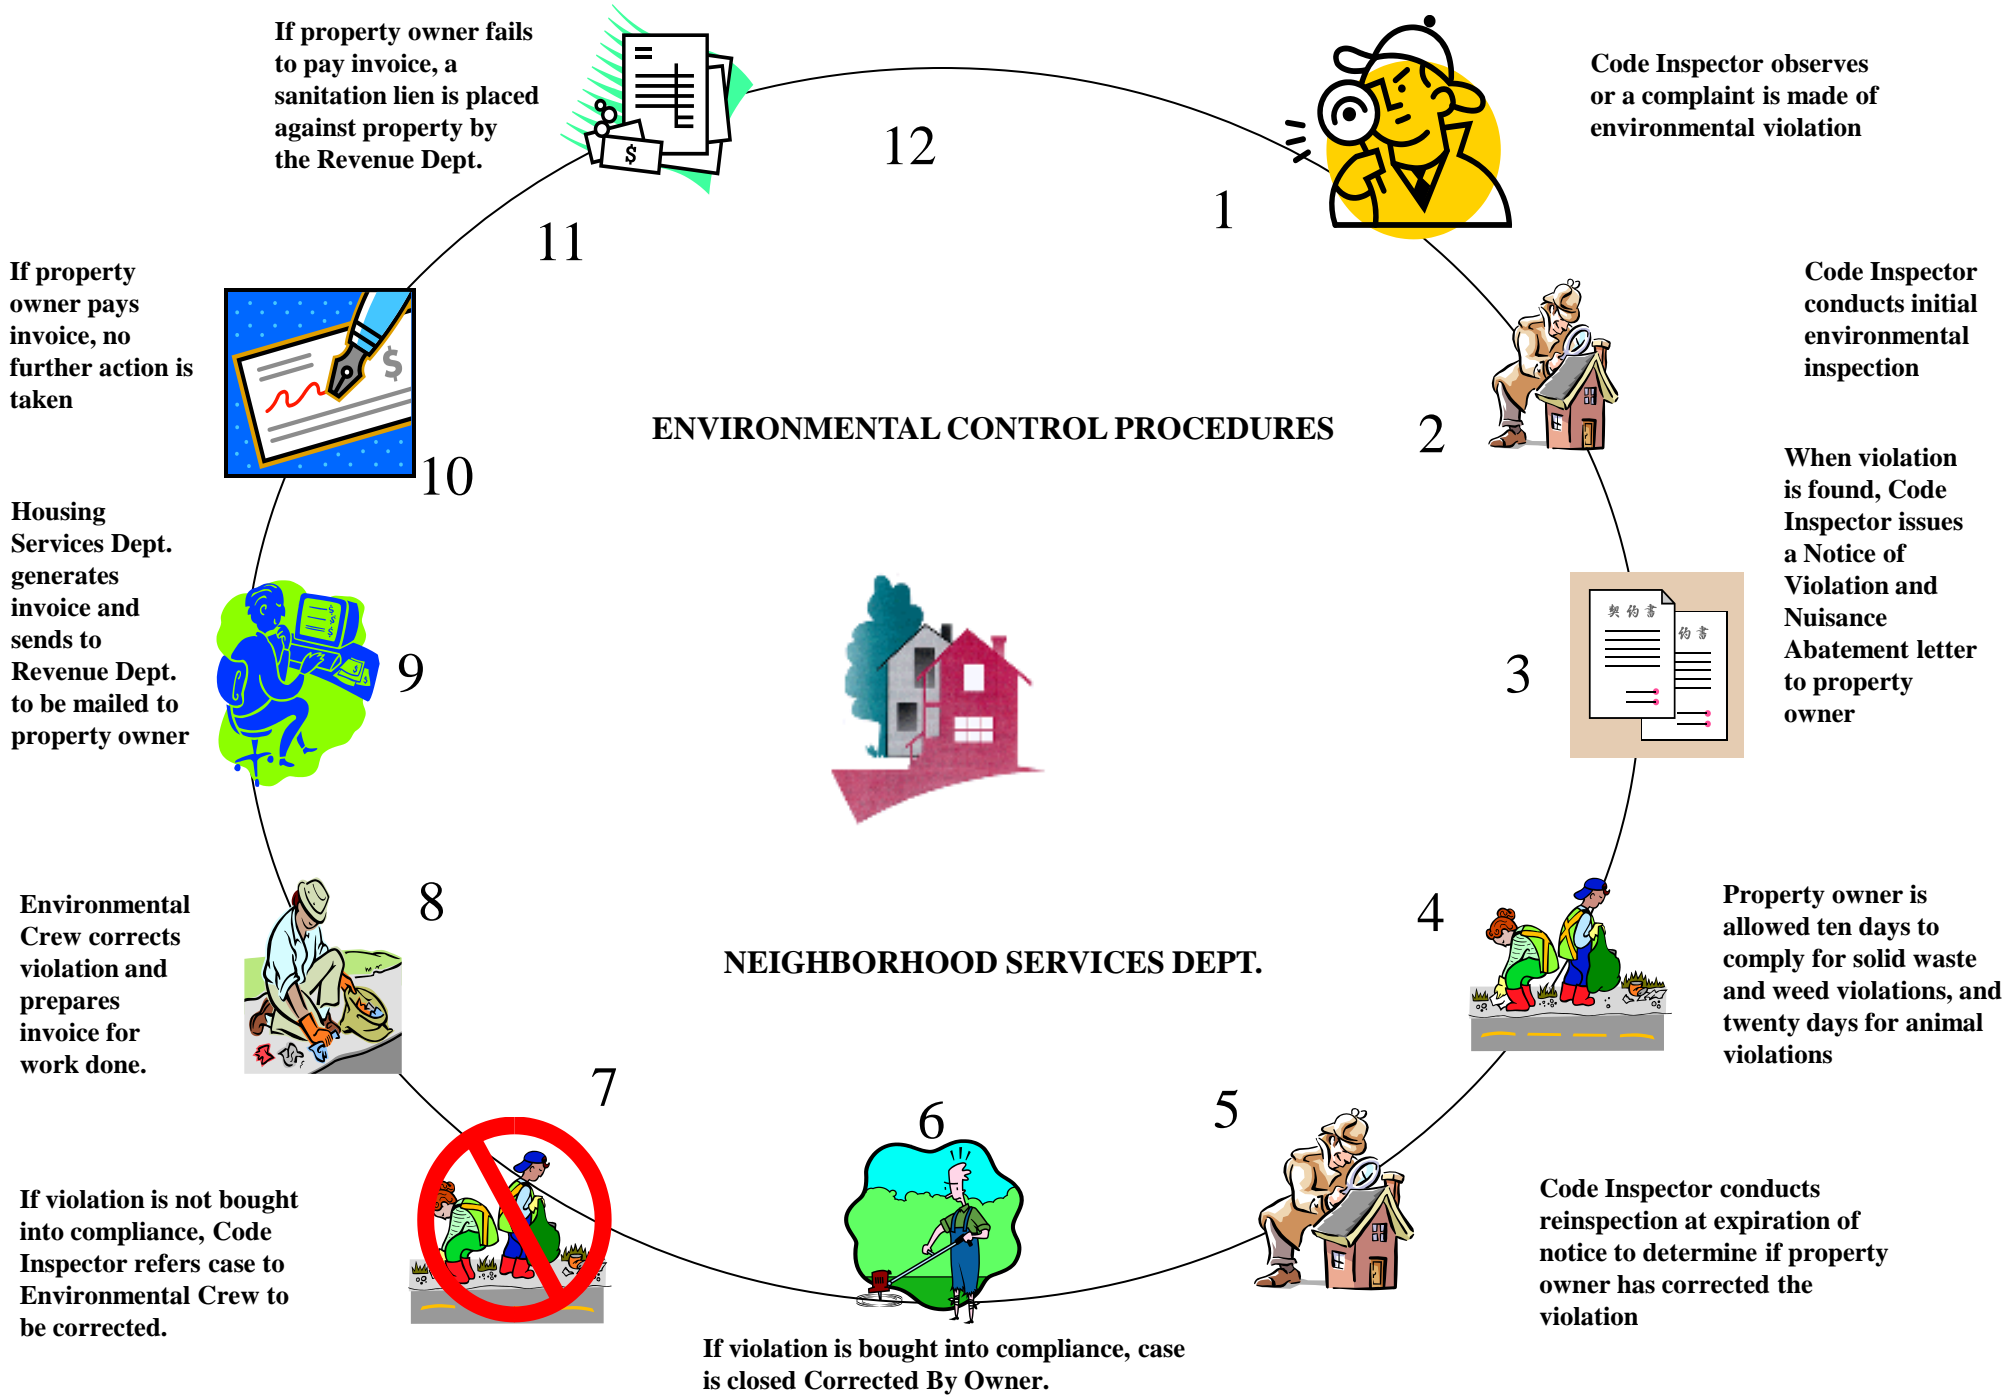 ENVIRONMENTAL CONTROL PROCEDURES
NEIGHBORHOOD SERVICES DEPT.
1
Code Inspector observes
or a complaint is made of
environmental violation
2
Code Inspector
conducts initial
environmental
inspection
3
When violation
is found, Code
Inspector issues
a Notice of
Violation and
Nuisance
Abatement letter
to property
owner
契約書
約書
4
Property owner is
allowed ten days to
comply for solid waste
and weed violations, and
twenty days for animal
violations
5
Code Inspector conducts
reinspection at expiration of
notice to determine if property
owner has corrected the
violation
6
If violation is bought into compliance, case
is closed Corrected By Owner.
7
If violation is not bought
into compliance, Code
Inspector refers case to
Environmental Crew to
be corrected.
8
Environmental
Crew corrects
violation and
prepares
invoice for
work done.
9
Housing
Services Dept.
generates
invoice and
sends to
Revenue Dept.
to be mailed to
property owner
$
$
$
10
If property
owner pays
invoice, no
further action is
taken
$
11
If property owner fails
to pay invoice, a
sanitation lien is placed
against property by
the Revenue Dept.
$
12